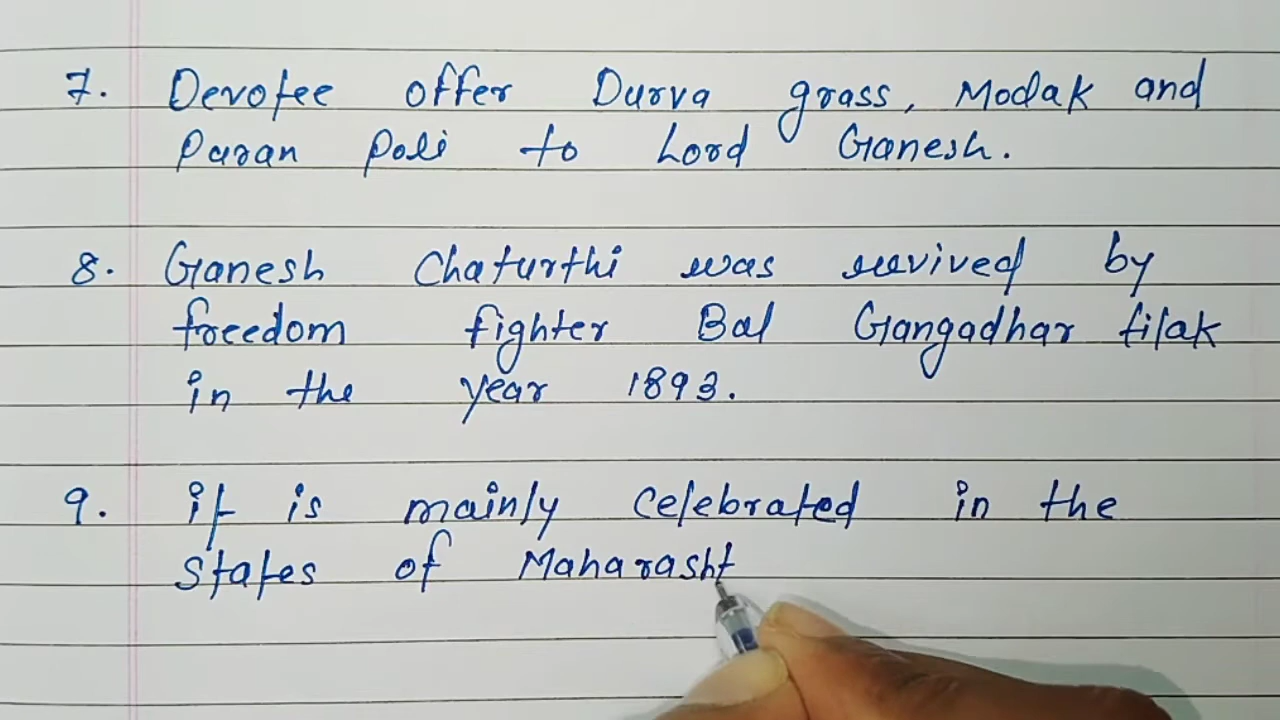 7. Devotee offer Durva grass, Modak and
Puran Poli to Lord Ganesh.
8. Ganesh Chaturthi was revived by
freedom fighter Bal Gangadhar tilak
in the year 1893.
9. it is mainly celebrated in the
states of Maharasht